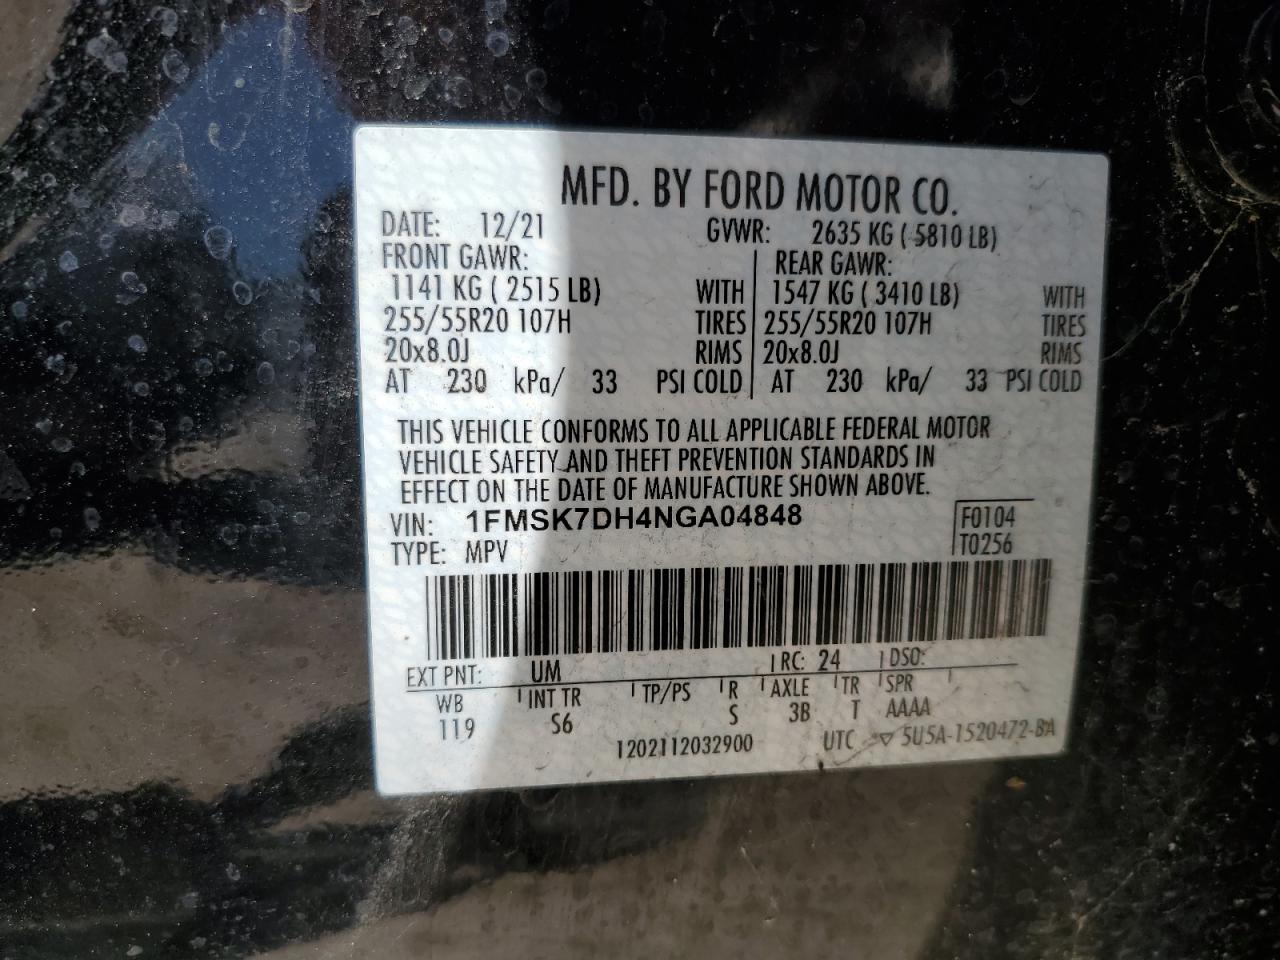 MFD. BY FORD MOTOR CO.
DATE: 12/21 GVWR: 2635 KG ( 5810 LB)
FRONT GAWR: REAR GAWR:
1141 KG ( 2515 LB) WITH 1547 KG ( 3410 LB) WITH
255/55R20 107H TIRES 255/55R20 107H TIRES
20x8.0J RIMS 20x8.0J RIMS
AT 230 kPa/ 33 PSI COLD AT 230 kPa/ 33 PSI COLD
THIS VEHICLE CONFORMS TO ALL APPLICABLE FEDERAL MOTOR
VEHICLE SAFETY AND THEFT PREVENTION STANDARDS IN
EFFECT ON THE DATE OF MANUFACTURE SHOWN ABOVE.
VIN: 1FMSK7DH4NGA04848 F0104
TYPE: MPV T0256
EXT PNT: UM RC: 24 DSO:
WB INT TR TP/PS R AXLE TR SPR
119 S6 S 3B T AAAA
1202112032900 UTC ▽ 5U5A-1520472-BA